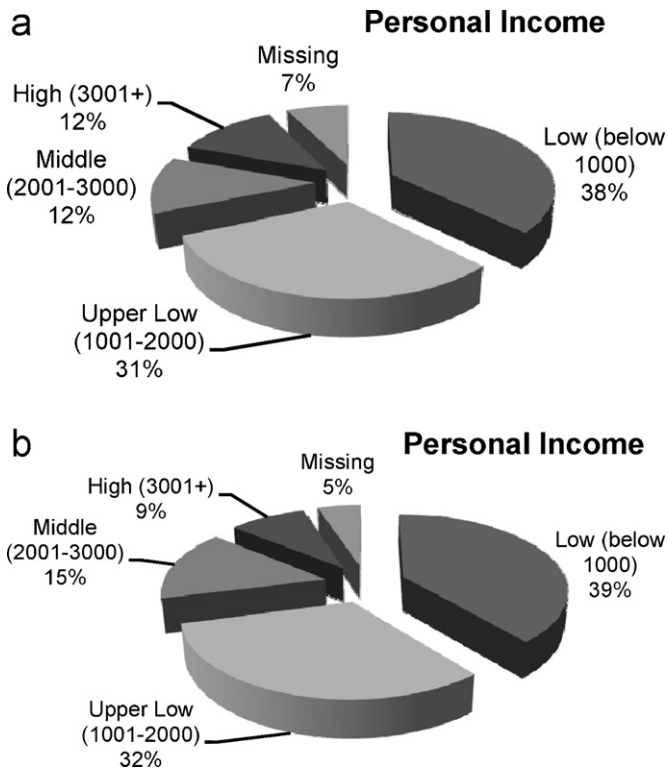 a
Personal Income
Missing
7%
High (3001+)
12%
Middle
(2001-3000)
12%
Low (below
1000)
38%
Upper Low
(1001-2000)
31%
b
Personal Income
Missing
5%
High (3001+)
9%
Middle
(2001-3000)
15%
Low (below
1000)
39%
Upper Low
(1001-2000)
32%